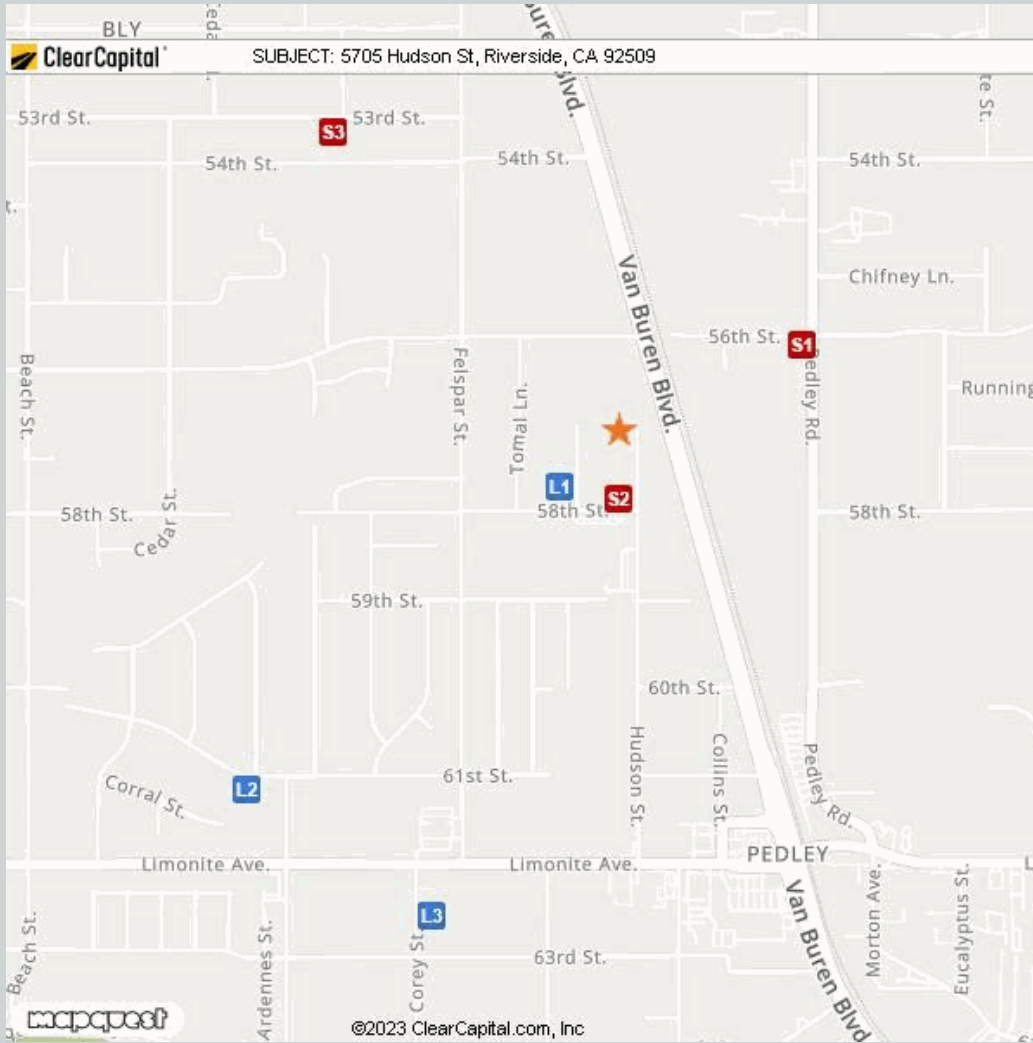 BLY
ClearCapital
SUBJECT: 5705 Hudson St, Riverside, CA 92509
Blvd.
53rd St.
S3
53rd St.
54th St.
54th St.
54th St.
Van Buren Blvd.
Chifney Ln.
56th St.
S1
Pedley Rd.
Beach St.
Felspar St.
Tomal Ln.
Running
L1
S2
58th St.
58th St.
58th St.
Cedar St.
59th St.
60th St.
Hudson St.
Collins St.
Pedley Rd.
61st St.
L2
Corral St.
Limonite Ave.
Limonite Ave.
PEDLEY
L3
Van Buren Blvd
Beach St.
Ardennes St.
Corey St.
63rd St.
Morton Ave.
Eucalyptus St.
mapquest
©2023 ClearCapital.com, Inc